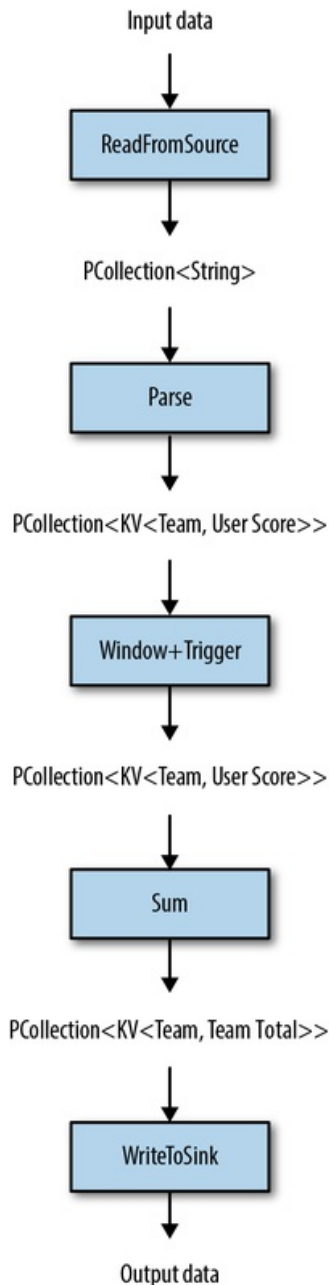 Input data
ReadFromSource
PCollection<String>
Parse
PCollection<KV<Team, User Score>>
Window+Trigger
PCollection<KV<Team, User Score>>
Sum
PCollection<KV<Team, Team Total>>
WriteToSink
Output data